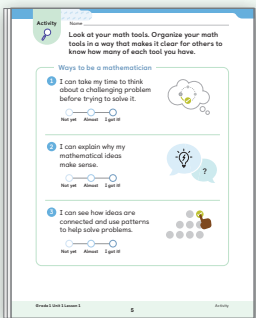 Activity
Name
Look at your math tools. Organize your math
tools in a way that makes it clear for others to
know how many of each tool you have.
Ways to be a mathematician
1 I can take my time to think
about a challenging problem
before trying to solve it.
Not yet Almost I got it!
2 I can explain why my
mathematical ideas
make sense.
Not yet Almost I got it!
?
3 I can see how ideas are
connected and use patterns
to help solve problems.
Not yet Almost I got it!
Grade 1 Unit 1 Lesson 1
5
Activity